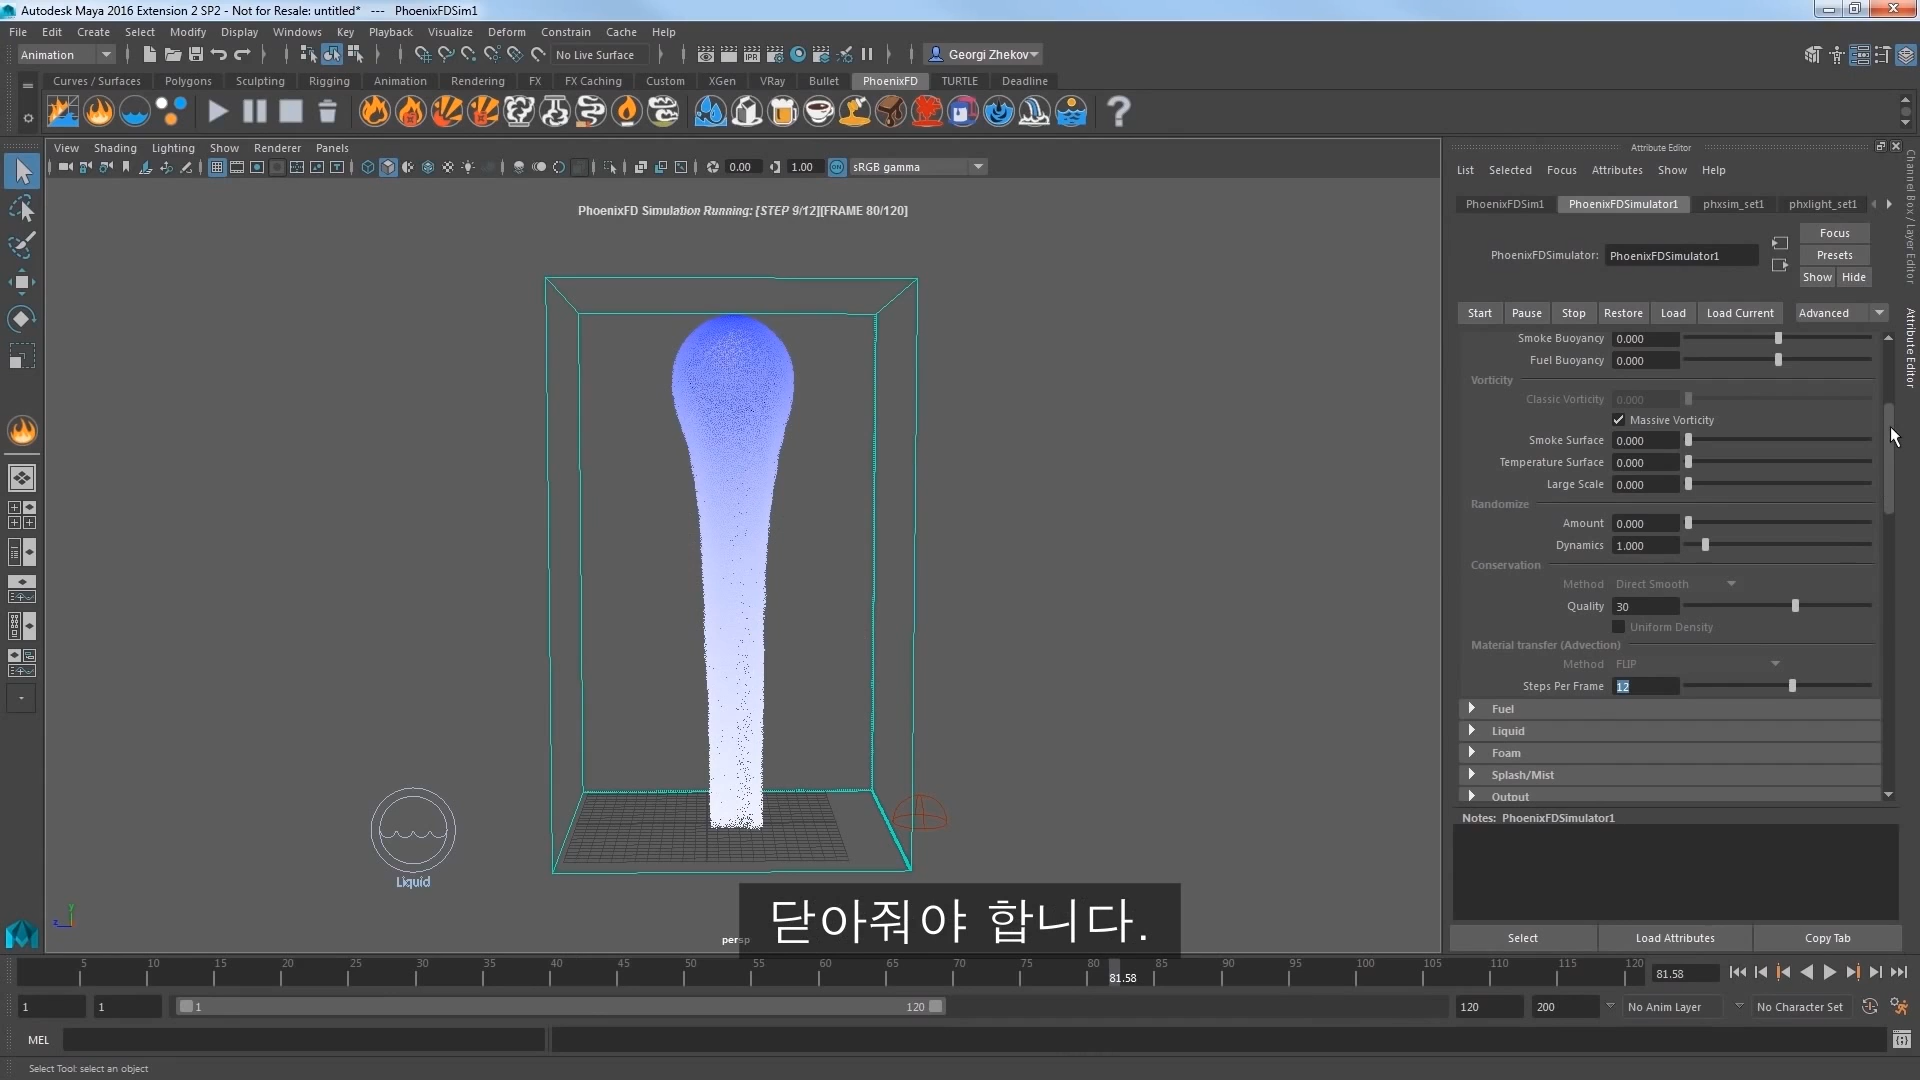 Autodesk Maya 2016 Extension 2 SP2 - Not for Resale: untitled* --- PhoenixFDSim1
File Edit Create Select Modify Display Windows Key Playback Visualize Deform Constrain Cache Help
Animation No Live Surface IPR Georgi Zhekov
Curves / Surfaces Polygons Sculpting Rigging Animation Rendering FX FX Caching Custom XGen VRay Bullet PhoenixFD TURTLE Deadline
View Shading Lighting Show Renderer Panels
0.00 1.00 ON sRGB gamma
PhoenixFD Simulation Running: [STEP 9/12][FRAME 80/120]
Liquid
y
z
persp
닫아줘야 합니다.
Attribute Editor
List Selected Focus Attributes Show Help
PhoenixFDSim1 PhoenixFDSimulator1 phxsim_set1 phxlight_set1
Focus
PhoenixFDSimulator: PhoenixFDSimulator1 Presets
Show Hide
Start Pause Stop Restore Load Load Current Advanced
Smoke Buoyancy 0.000
Fuel Buoyancy 0.000
Vorticity
Classic Vorticity 0.000
Massive Vorticity
Smoke Surface 0.000
Temperature Surface 0.000
Large Scale 0.000
Randomize
Amount 0.000
Dynamics 1.000
Conservation
Method Direct Smooth
Quality 30
Uniform Density
Material transfer (Advection)
Method FLIP
Steps Per Frame 12
Fuel
Liquid
Foam
Splash/Mist
Output
Notes: PhoenixFDSimulator1
Select Load Attributes Copy Tab
Channel Box / Layer Editor
Attribute Editor
5 10 15 20 25 30 35 40 45 50 55 60 65 70 75 80 85 90 95 100 105 110 115 120
81.58 81.58
1 1 1 120 120 200 No Anim Layer No Character Set
MEL
Select Tool: select an object